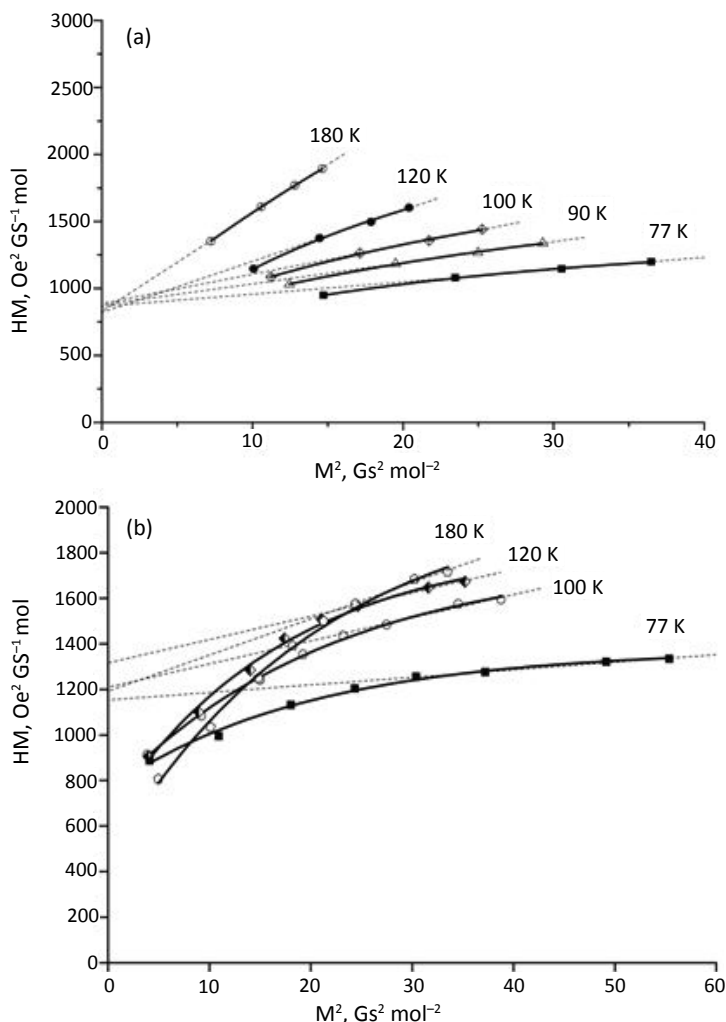 (a)
3000
2500
2000
1500
1000
500
0
180 K
120 K
100 K
90 K
77 K
HM, Oe² GS⁻¹ mol
0
10
20
30
40
M², Gs² mol⁻²
(b)
2000
1800
1600
1400
1200
1000
800
600
400
200
0
180 K
120 K
100 K
77 K
HM, Oe² GS⁻¹ mol
0
10
20
30
40
50
60
M², Gs² mol⁻²